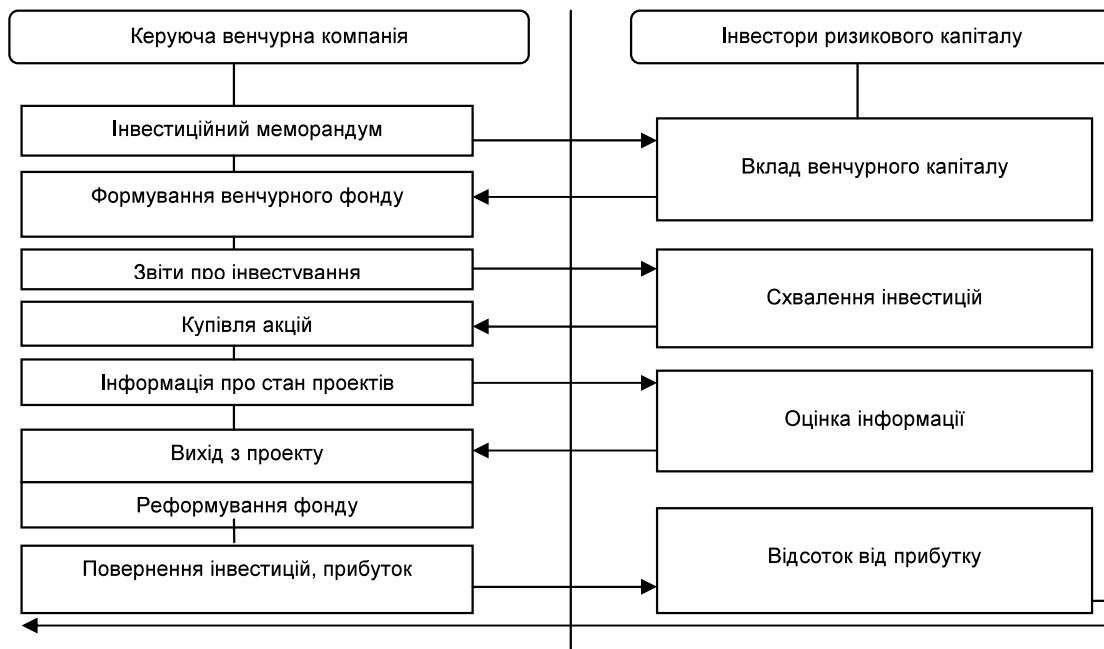 Керуюча венчурна компанія
Інвестори ризикового капіталу
Інвестиційний меморандум
Вклад венчурного капіталу
Формування венчурного фонду
Звіти про інвестування
Схвалення інвестицій
Купівля акцій
Інформація про стан проектів
Оцінка інформації
Вихід з проекту
Реформування фонду
Повернення інвестицій, прибуток
Відсоток від прибутку